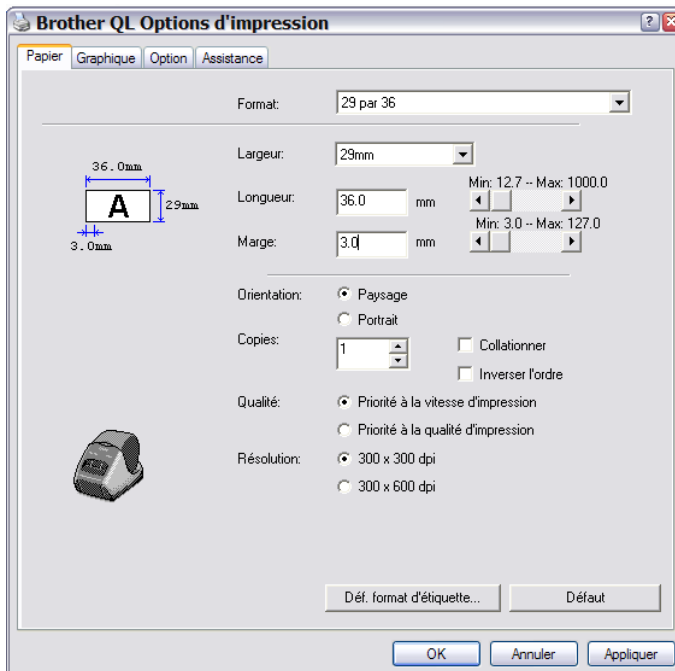 Brother QL Options d'impression
Papier Graphique Option Assistance
Format: 29 par 36
36.0mm
A
29mm
3.0mm
Largeur: 29mm
Min: 12.7 -- Max: 1000.0
Longueur: 36.0 mm
Min: 3.0 -- Max: 127.0
Marge: 3.0 mm
Orientation: Paysage
Portrait
Copies: 1 Collationner
Inverser l'ordre
Qualité: Priorité à la vitesse d'impression
Priorité à la qualité d'impression
Résolution: 300 x 300 dpi
300 x 600 dpi
Déf. format d'étiquette... Défaut
OK Annuler Appliquer